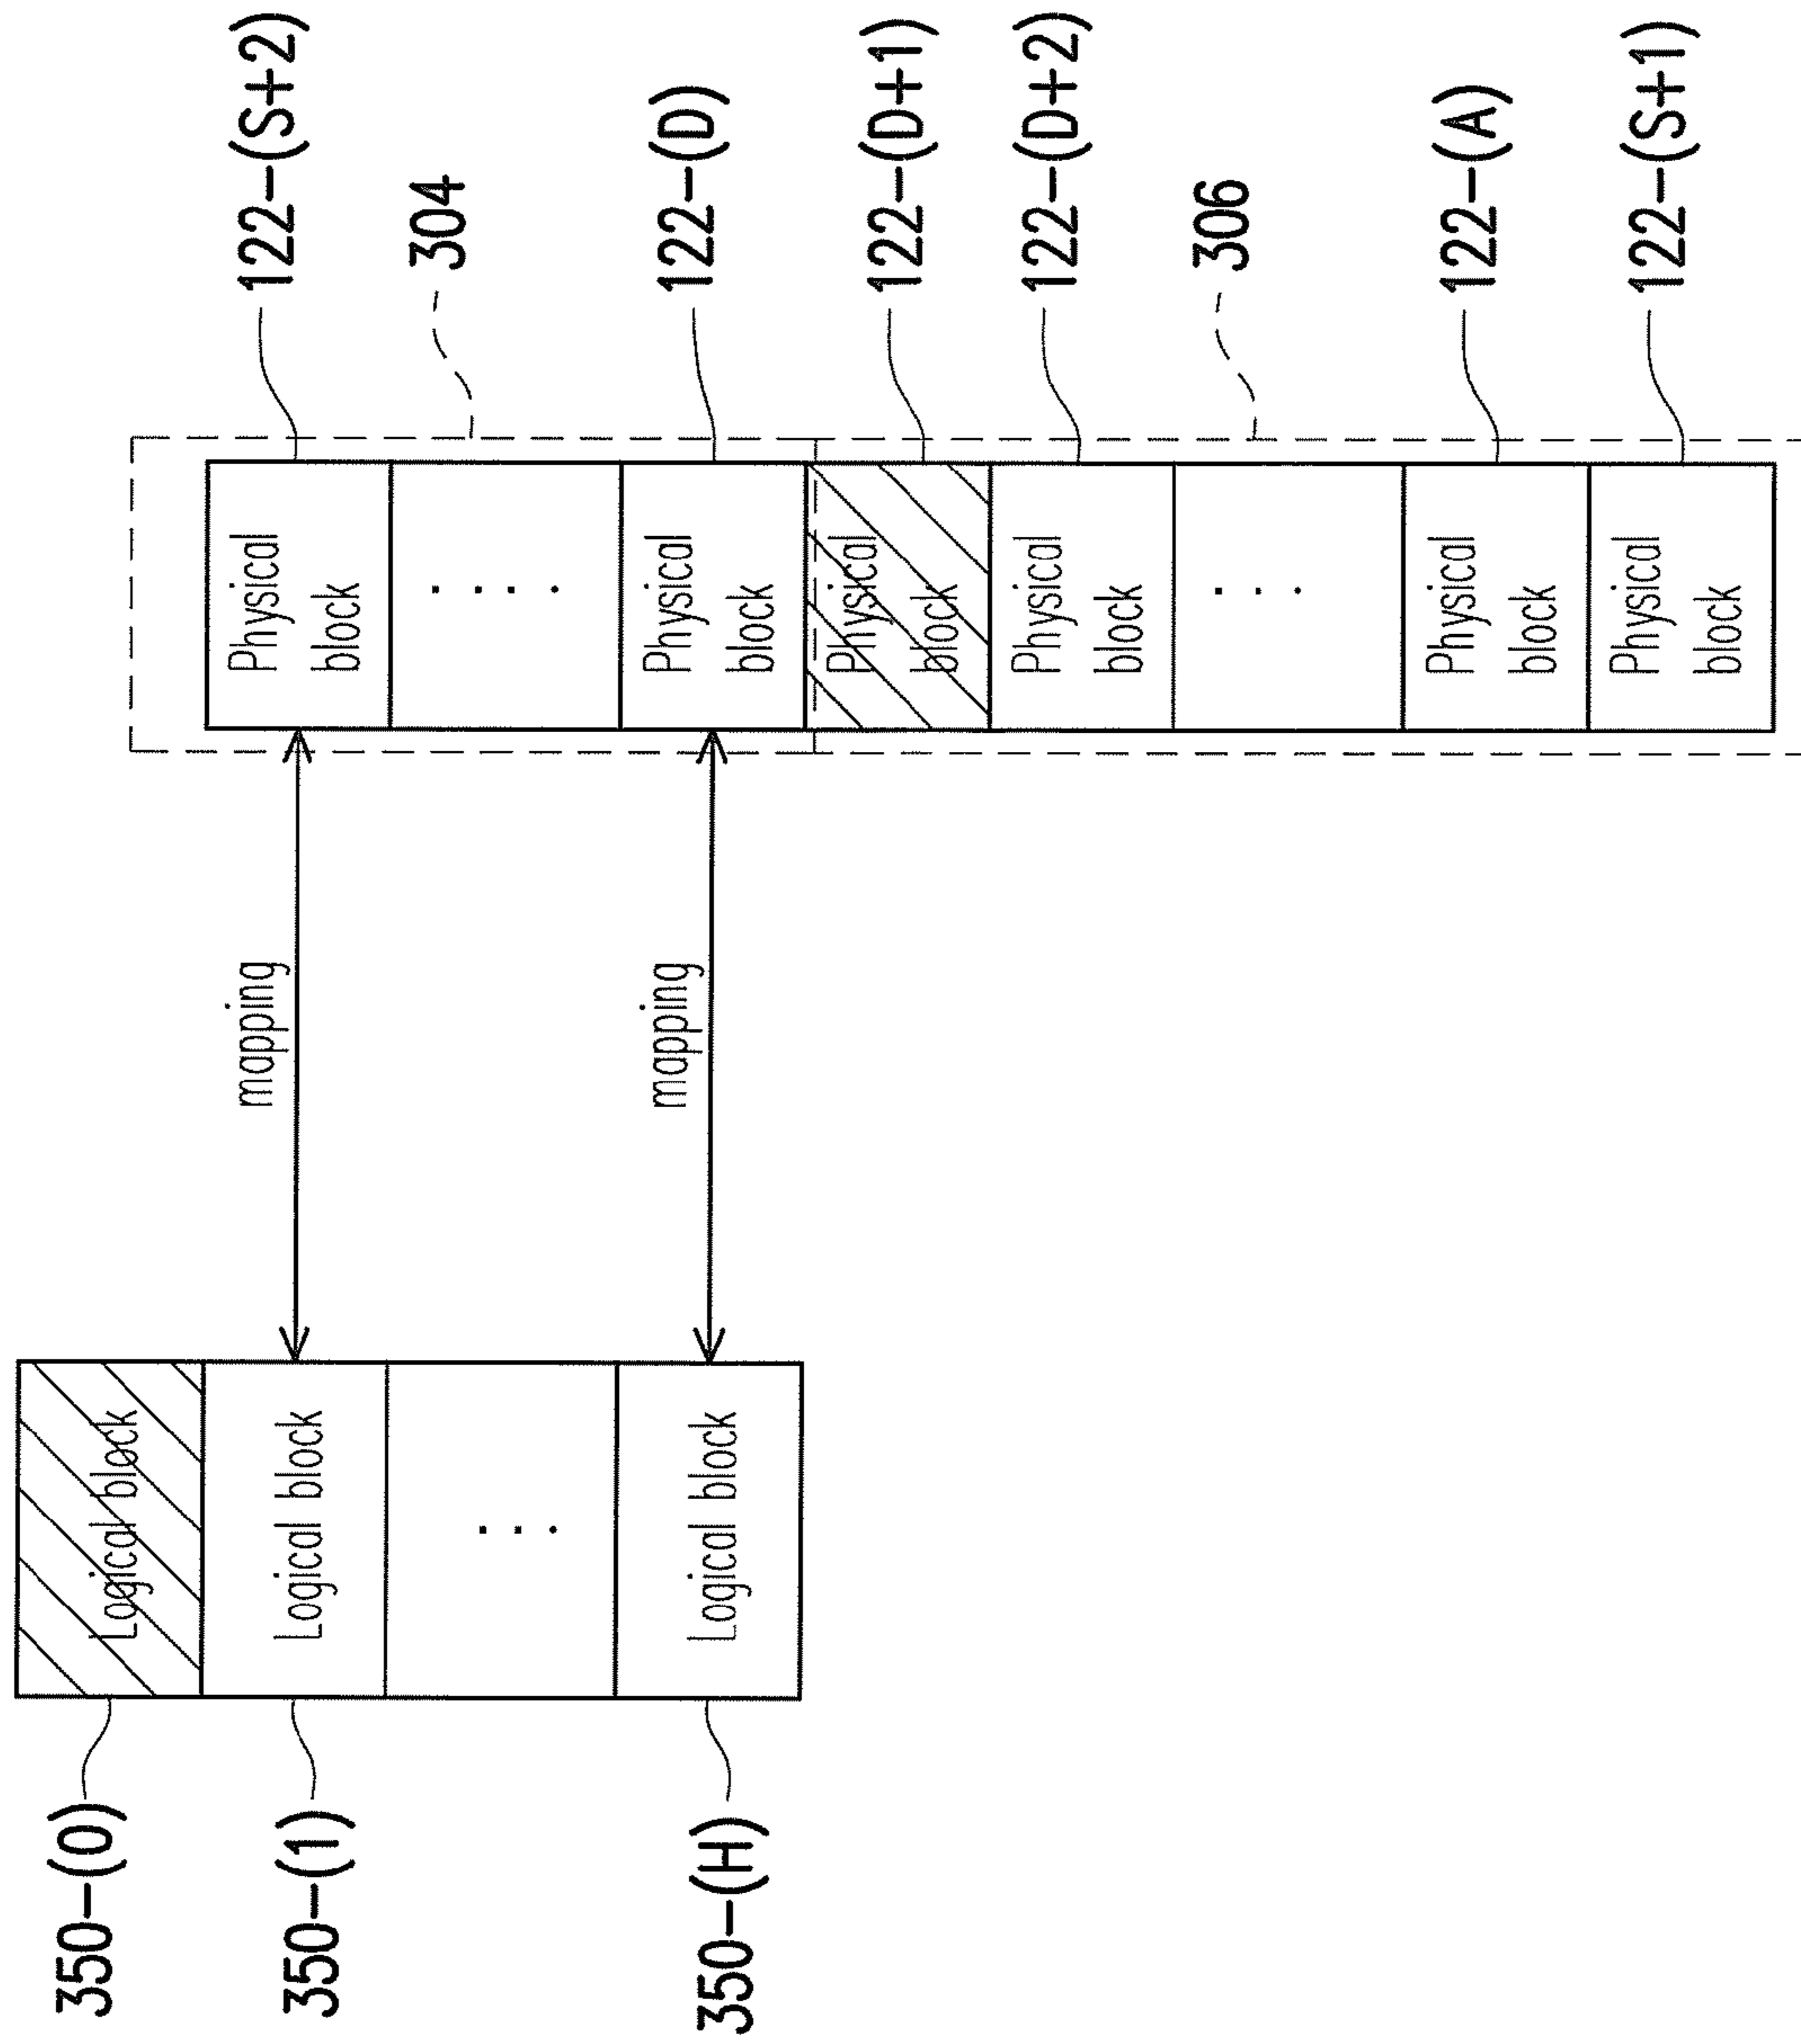 350-(0)
350-(1)
350-(H)
Logical block
Logical block
...
Logical block
mapping
mapping
Physical
block
....
Physical
block
Physical
block
Physical
block
...
Physical
block
Physical
block
122-(S+2)
304
122-(D)
122-(D+1)
122-(D+2)
306
122-(A)
122-(S+1)